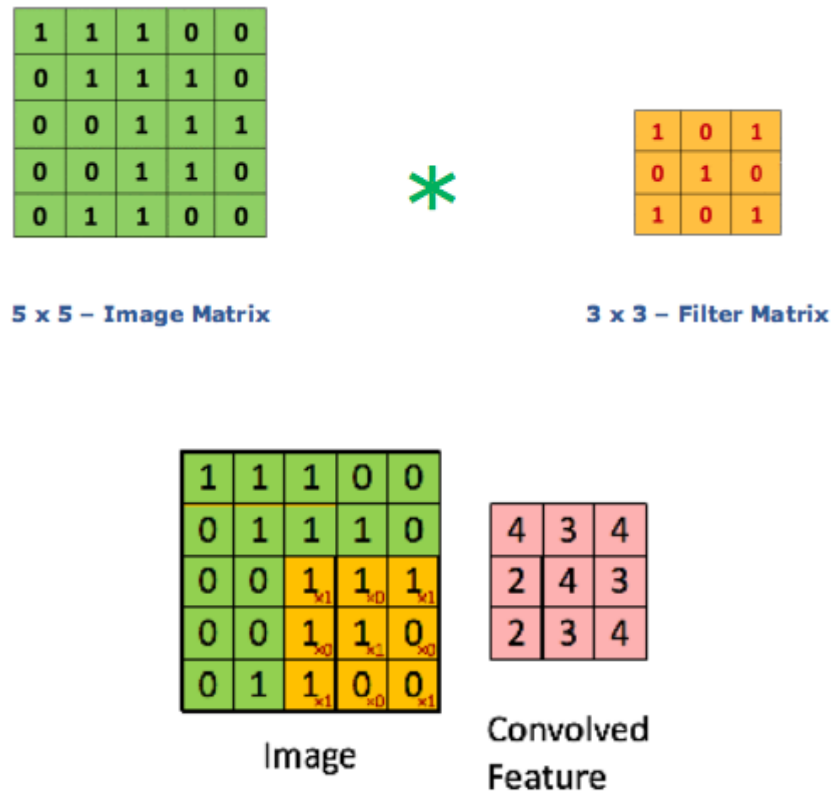 1 1 1 0 0
0 1 1 1 0
0 0 1 1 1
0 0 1 1 0
0 1 1 0 0
*
1 0 1
0 1 0
1 0 1
5 x 5 – Image Matrix
3 x 3 – Filter Matrix
1 1 1 0 0
0 1 1 1 0
0 0 1×1 1×0 1×1
0 0 1×0 1×1 0×0
0 1 1×1 0×0 0×1
Image
4 3 4
2 4 3
2 3 4
Convolved
Feature